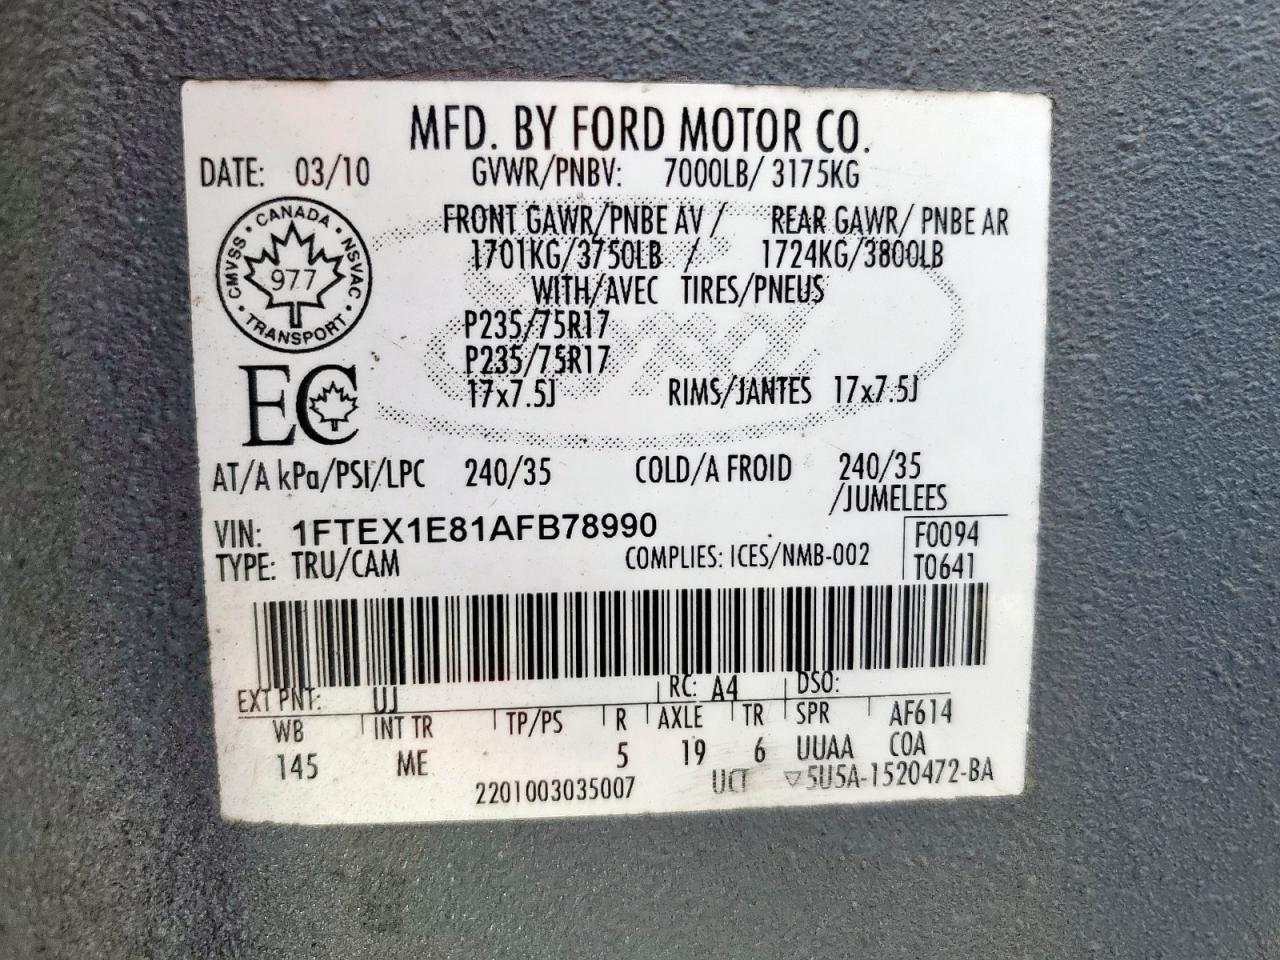 MFD. BY FORD MOTOR CO.
DATE: 03/10 GVWR/PNBV: 7000LB/ 3175KG
FRONT GAWR/PNBE AV / REAR GAWR/ PNBE AR
1701KG/3750LB / 1724KG/3800LB
WITH/AVEC TIRES/PNEUS
P235/75R17
P235/75R17
17x7.5J RIMS/JANTES 17x7.5J
CANADA
CMVSS NSVAC
977
TRANSPORT
EC
AT/A kPa/PSI/LPC 240/35 COLD/A FROID 240/35
/JUMELEES
VIN: 1FTEX1E81AFB78990 F0094
TYPE: TRU/CAM COMPLIES: ICES/NMB-002 T0641
EXT PNT: UJ RC: A4 DSO:
WB INT TR TP/PS R AXLE TR SPR AF614
145 ME 5 19 6 UUAA COA
2201003035007 UCT ▽5U5A-1520472-BA